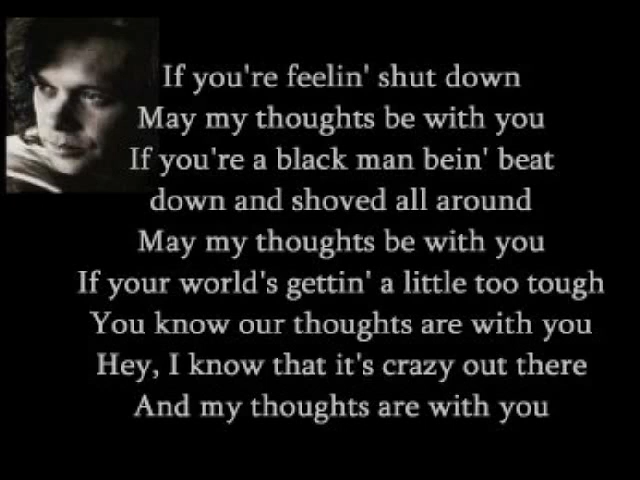 If you're feelin' shut down
May my thoughts be with you
If you're a black man bein' beat
down and shoved all around
May my thoughts be with you
If your world's gettin' a little too tough
You know our thoughts are with you
Hey, I know that it's crazy out there
And my thoughts are with you